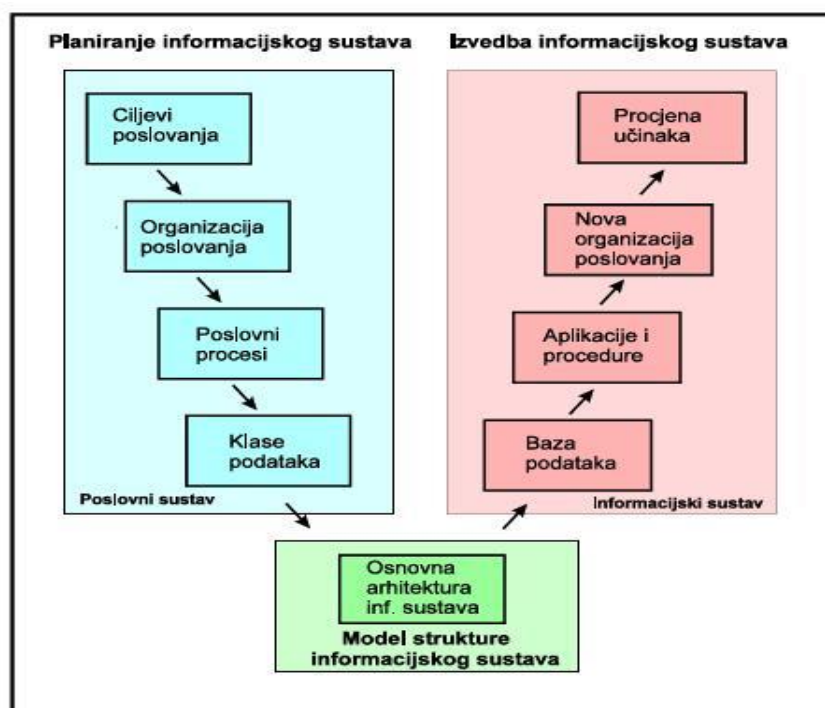 Planiranje informacijskog sustava
Ciljevi
poslovanja
Organizacija
poslovanja
Poslovni
procesi
Klase
podataka
Poslovni sustav
Osnovna
arhitektura
inf. sustava
Model strukture
informacijskog sustava
Izvedba informacijskog sustava
Procjena
učinaka
Nova
organizacija
poslovanja
Aplikacije i
procedure
Baza
podataka
Informacijski sustav